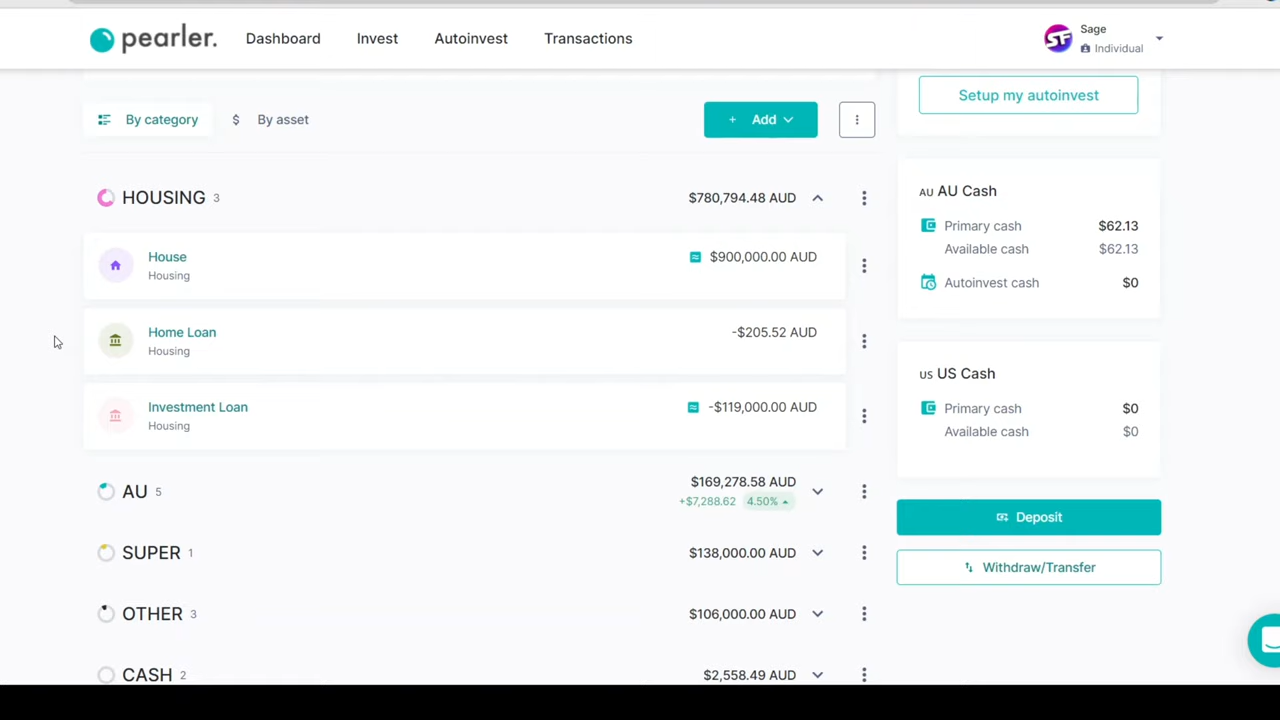 pearler.
Dashboard
Invest
Autoinvest
Transactions
SF
Sage
Individual
Setup my autoinvest
By category
$ By asset
+ Add
HOUSING 3
$780,794.48 AUD
House
$900,000.00 AUD
Housing
Home Loan
-$205.52 AUD
Housing
Investment Loan
-$119,000.00 AUD
Housing
AU 5
$169,278.58 AUD
+$7,288.62 4.50%
SUPER 1
$138,000.00 AUD
OTHER 3
$106,000.00 AUD
CASH 2
$2,558.49 AUD
AU AU Cash
Primary cash $62.13
Available cash $62.13
Autoinvest cash $0
US US Cash
Primary cash $0
Available cash $0
Deposit
Withdraw/Transfer